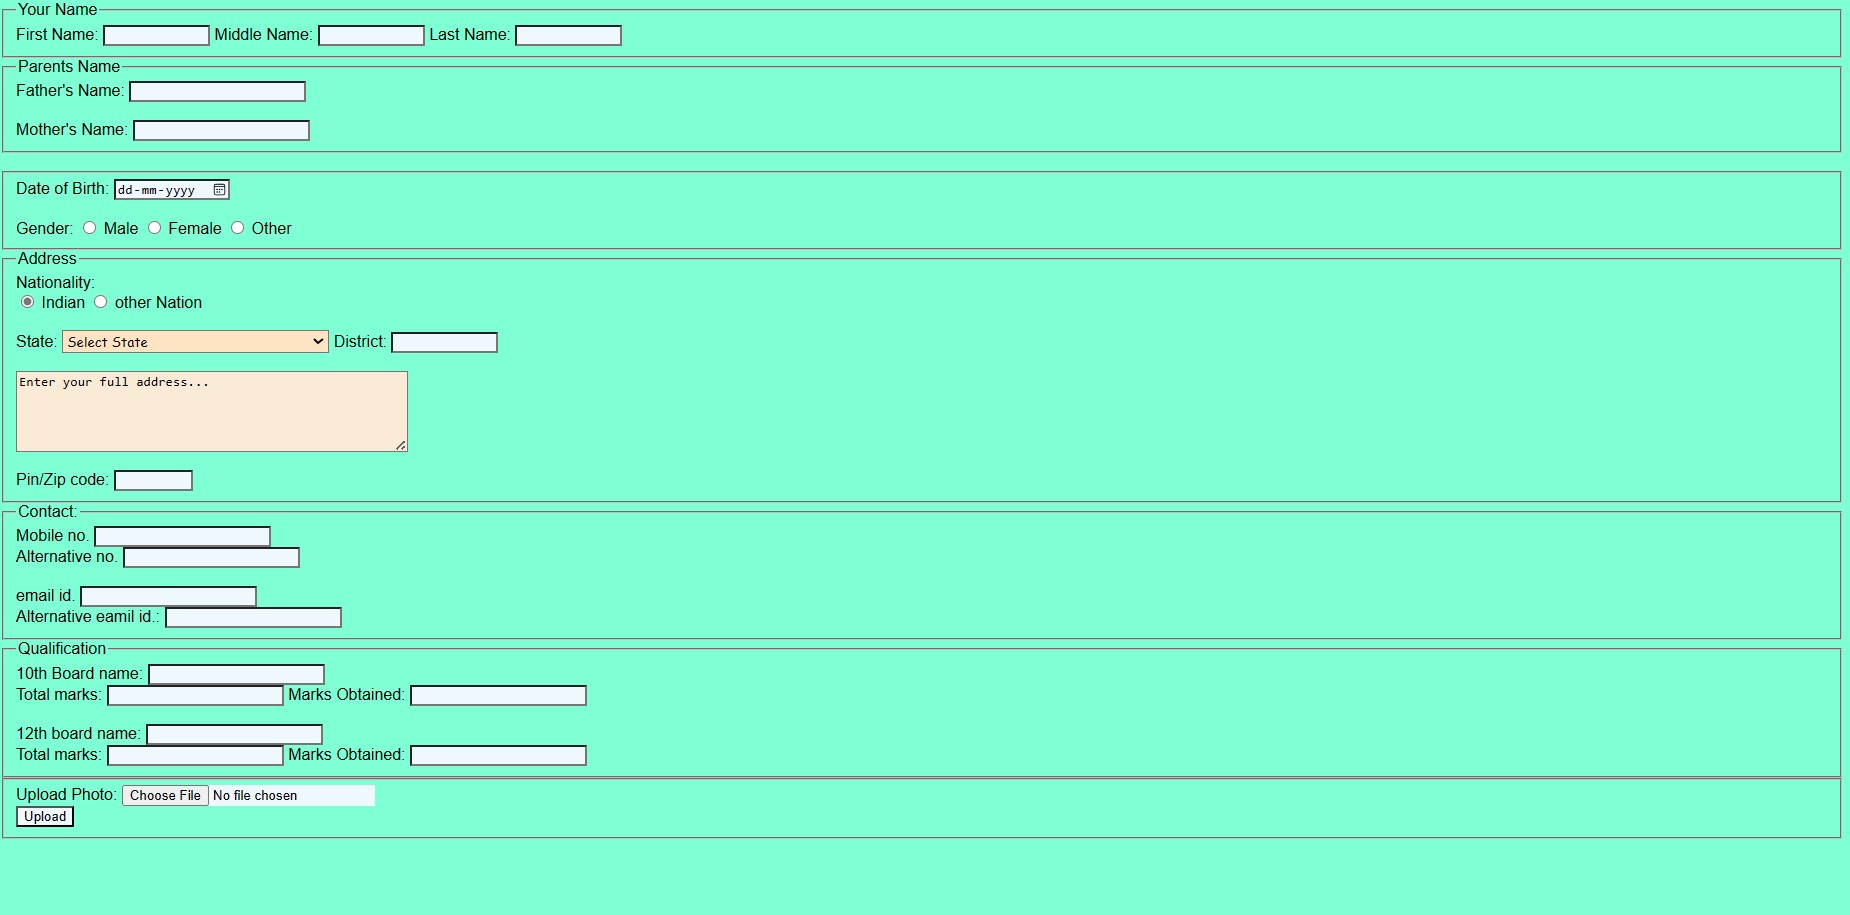 Your Name
First Name: Middle Name: Last Name:
Parents Name
Father's Name:
Mother's Name:
Date of Birth: dd-mm-yyyy
Gender: Male Female Other
Address
Nationality:
Indian other Nation
State: Select State District:
Enter your full address...
Pin/Zip code:
Contact:
Mobile no.
Alternative no.
email id.
Alternative eamil id.:
Qualification
10th Board name:
Total marks: Marks Obtained:
12th board name:
Total marks: Marks Obtained:
Upload Photo: Choose File No file chosen
Upload